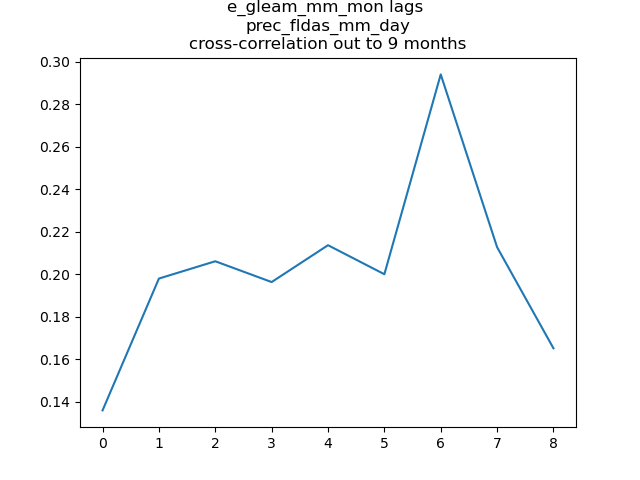 e_gleam_mm_mon lags
prec_fldas_mm_day
cross-correlation out to 9 months
0.30
0.28
0.26
0.24
0.22
0.20
0.18
0.16
0.14
0 1 2 3 4 5 6 7 8